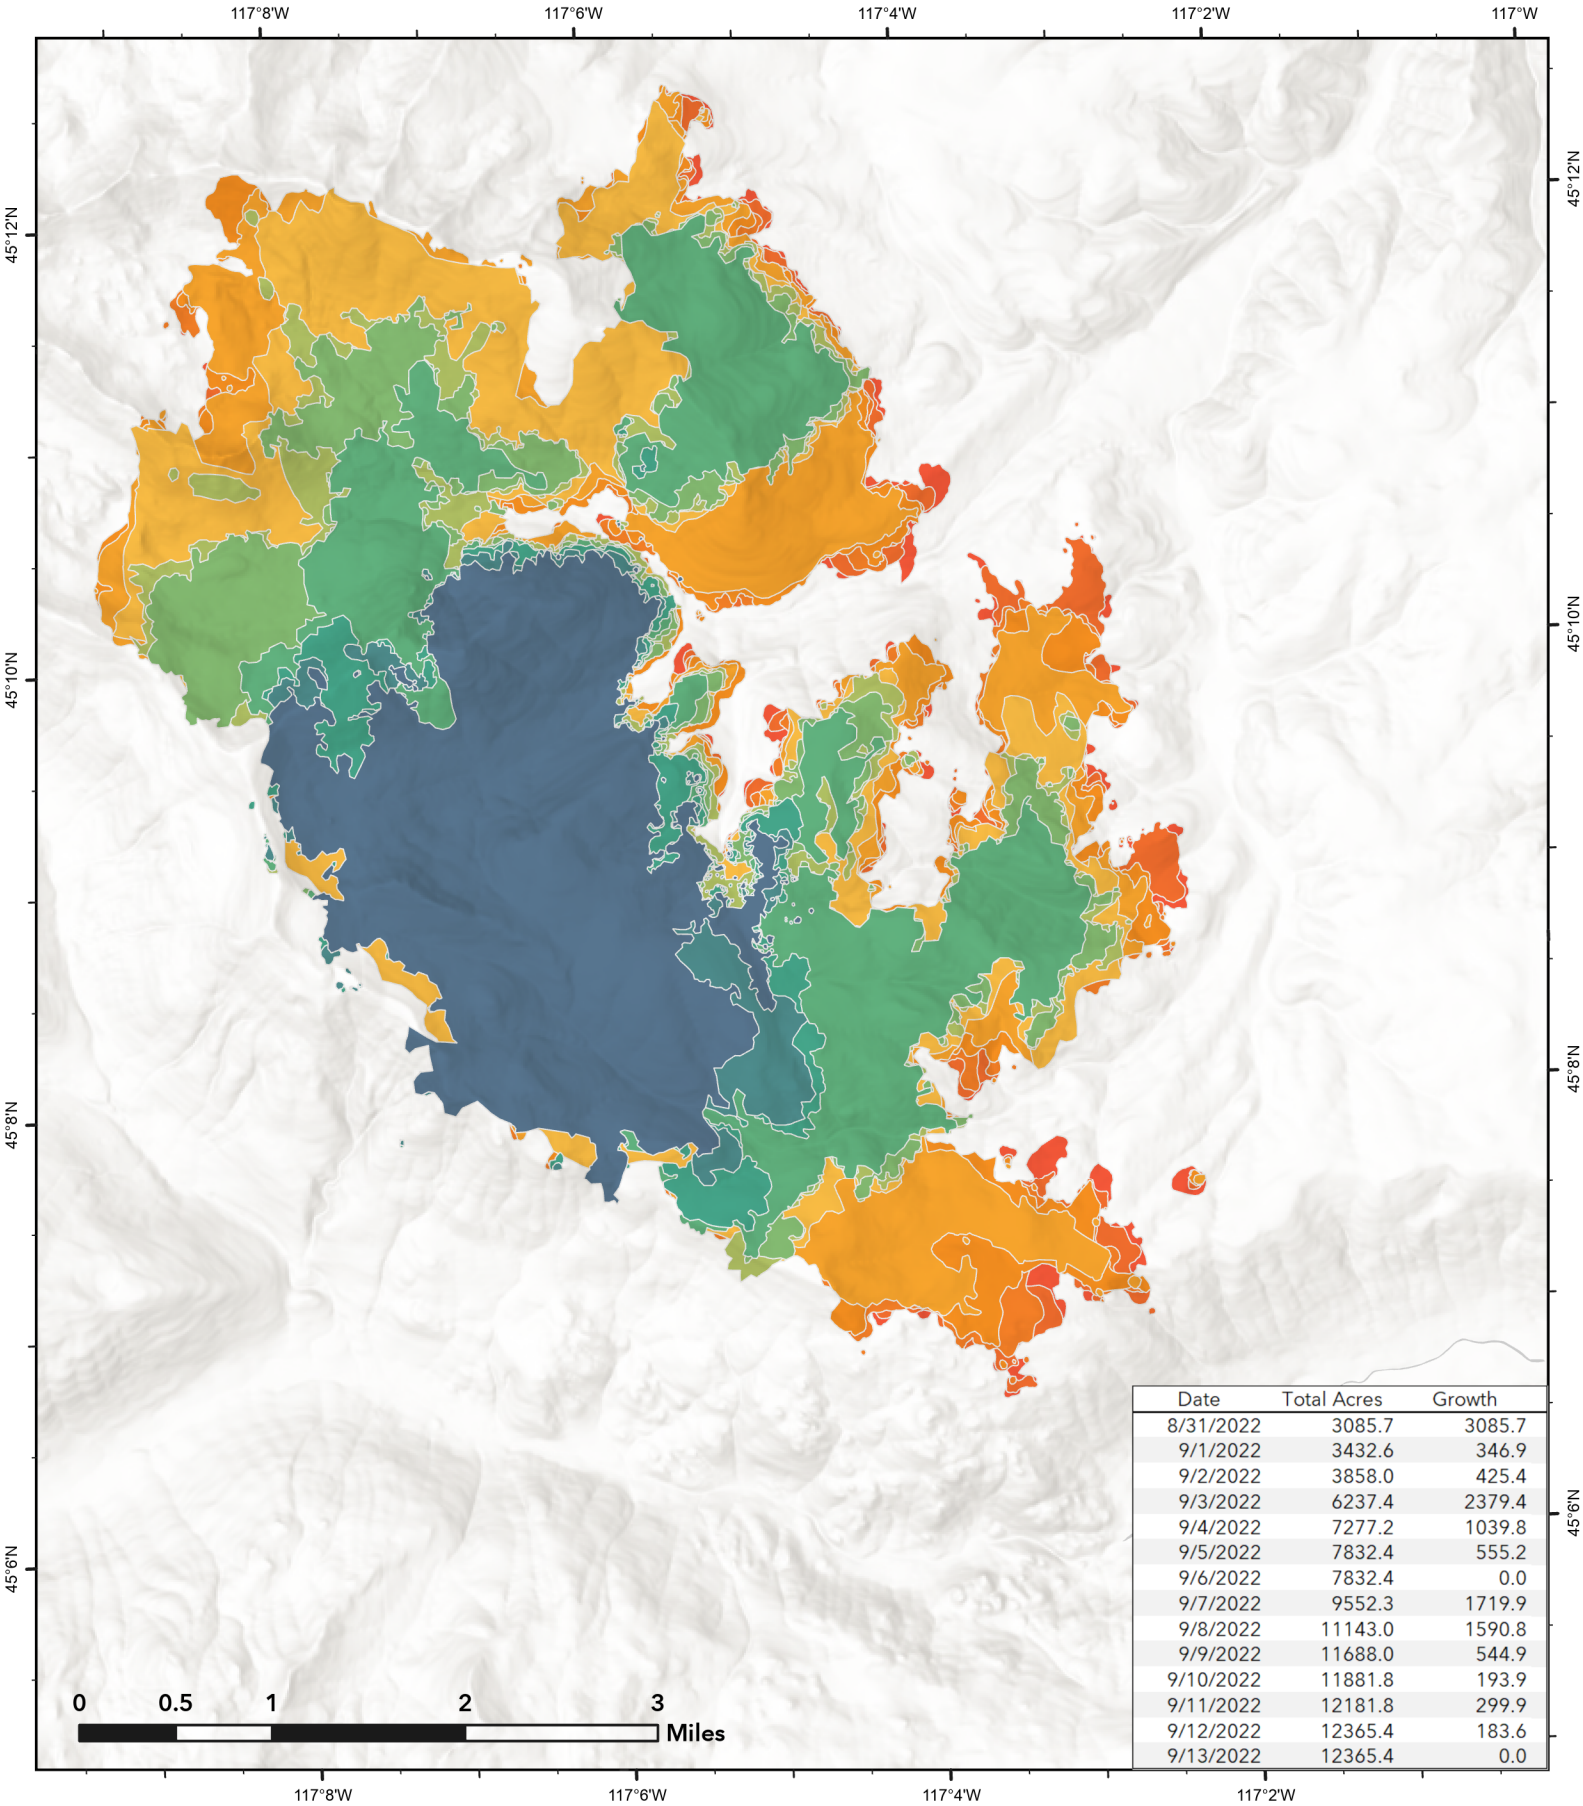 117°8'W 117°6'W 117°4'W 117°2'W 117°W
45°12'N
45°12'N
45°10'N
45°10'N
45°8'N
45°8'N
45°6'N
45°6'N
Date Total Acres Growth
8/31/2022 3085.7 3085.7
9/1/2022 3432.6 346.9
9/2/2022 3858.0 425.4
9/3/2022 6237.4 2379.4
9/4/2022 7277.2 1039.8
9/5/2022 7832.4 555.2
9/6/2022 7832.4 0.0
9/7/2022 9552.3 1719.9
9/8/2022 11143.0 1590.8
9/9/2022 11688.0 544.9
9/10/2022 11881.8 193.9
9/11/2022 12181.8 299.9
9/12/2022 12365.4 183.6
9/13/2022 12365.4 0.0
0 0.5 1 2 3
Miles
117°8'W 117°6'W 117°4'W 117°2'W